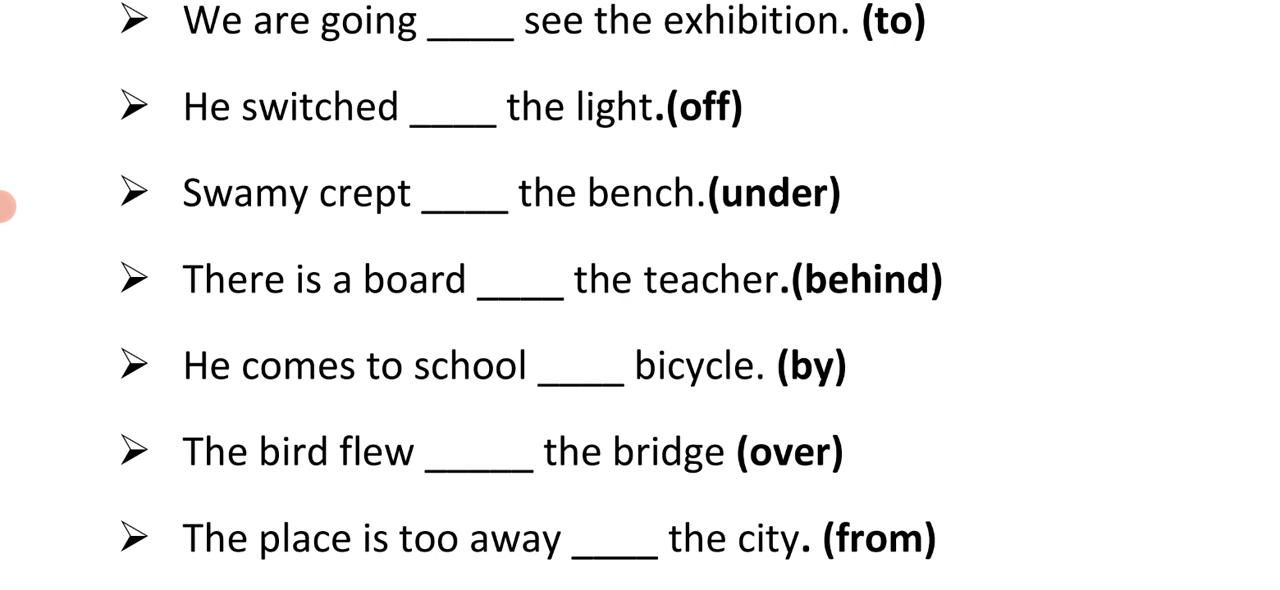 ➢ We are going ____ see the exhibition. (to)
➢ He switched ____ the light.(off)
➢ Swamy crept ____ the bench.(under)
➢ There is a board ____ the teacher.(behind)
➢ He comes to school ____ bicycle. (by)
➢ The bird flew _____ the bridge (over)
➢ The place is too away ____ the city. (from)